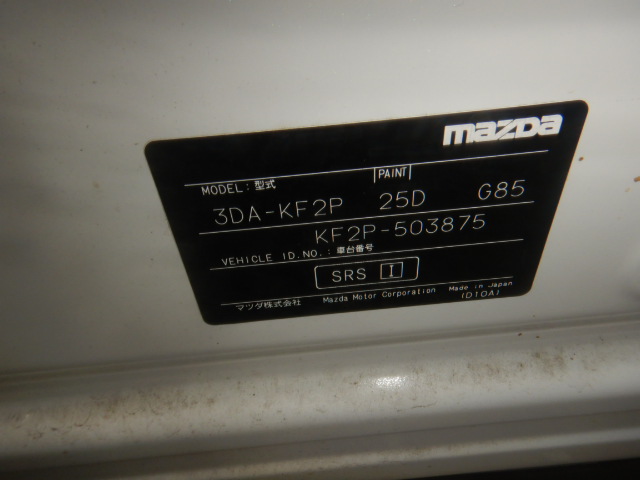 mazda
MODEL: 型式 PAINT
3DA-KF2P 25D G85
KF2P-503875
VEHICLE ID.NO.: 車台番号
SRS I
マツダ株式会社 Mazda Motor Corporation Made in Japan
(D10A)